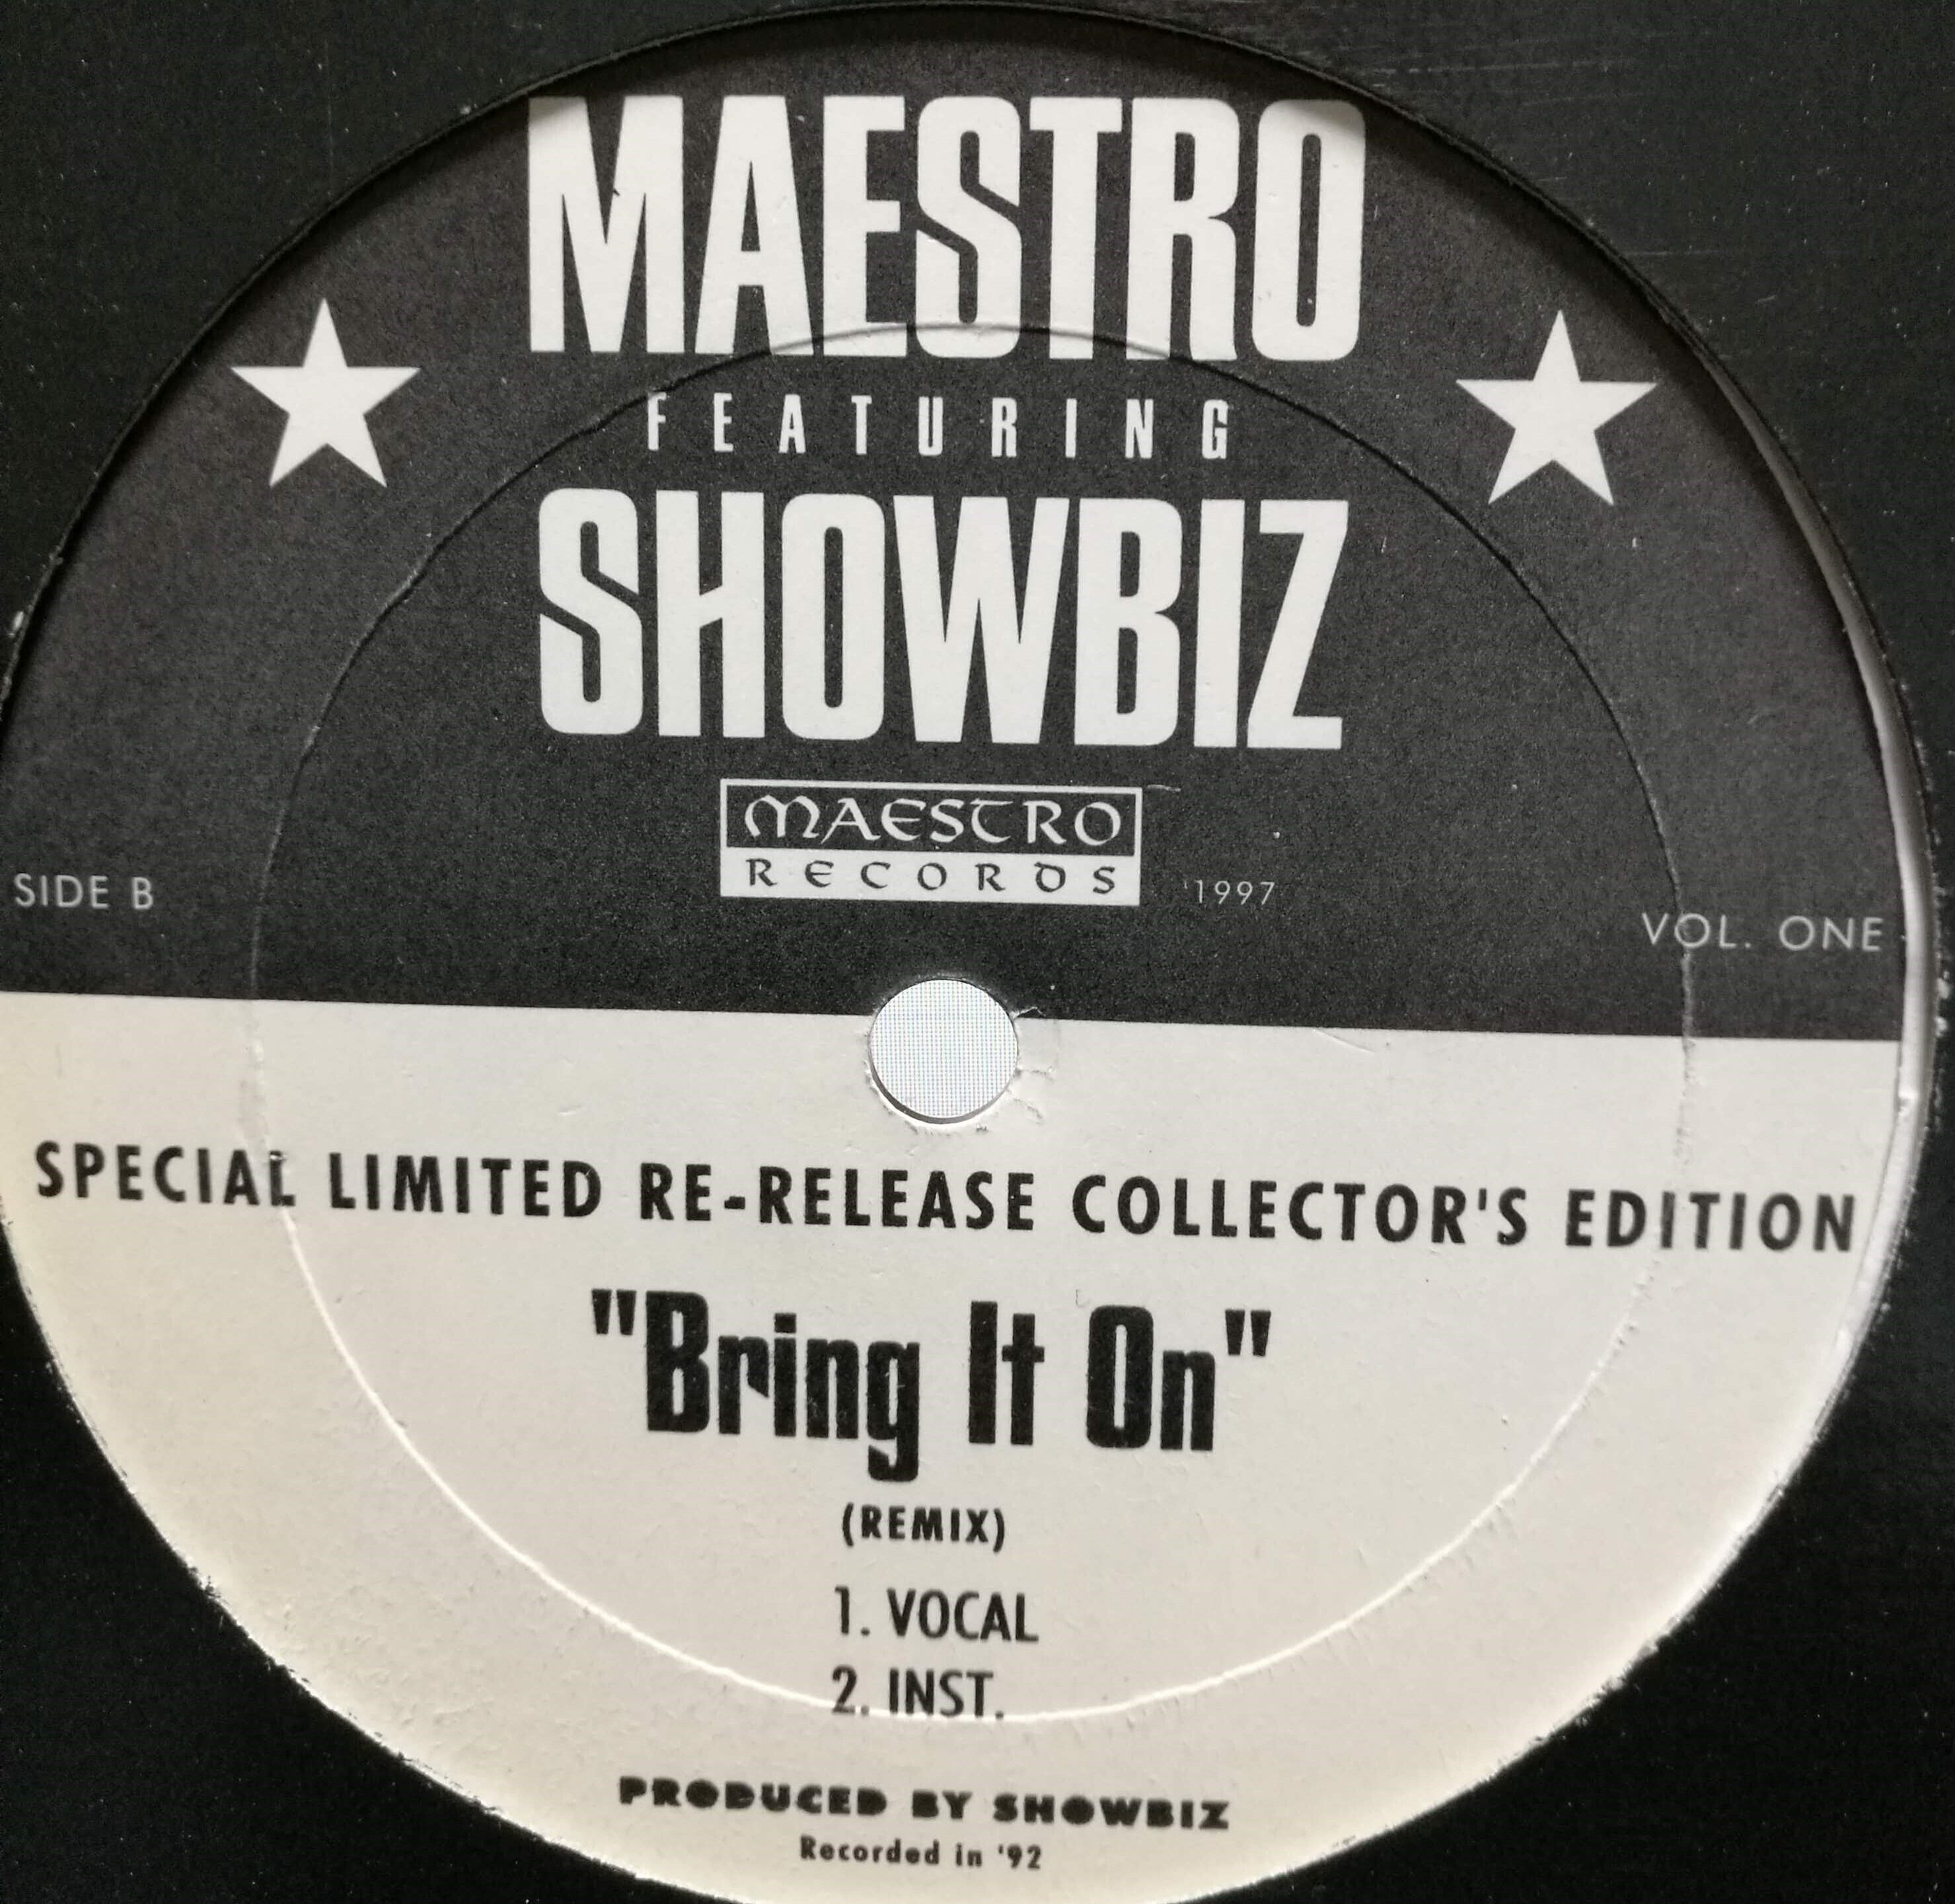 MAESTRO
FEATURING
SHOWBIZ
MAESTRO
RECORDS
'1997
SIDE B
VOL. ONE
SPECIAL LIMITED RE-RELEASE COLLECTOR'S EDITION
"Bring It On"
(REMIX)
1. VOCAL
2. INST.
PRODUCED BY SHOWBIZ
Recorded in '92